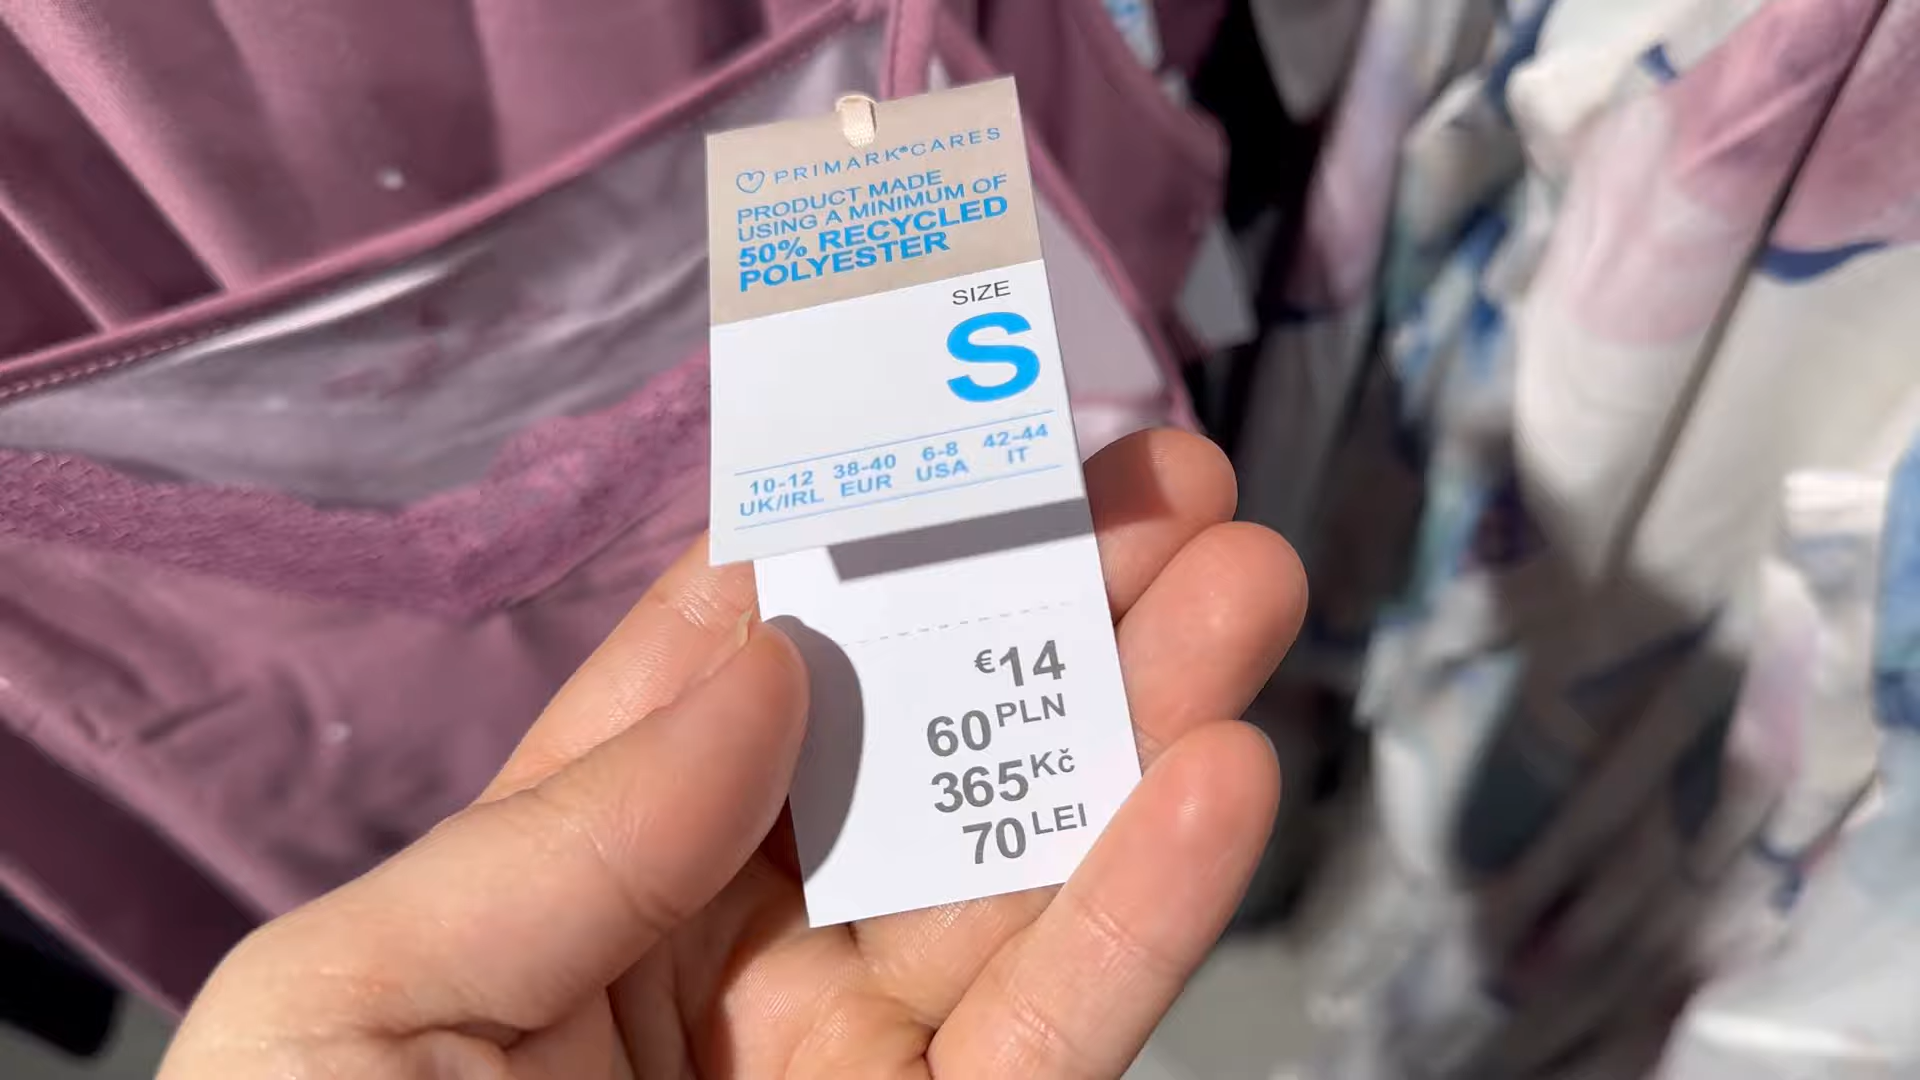 PRIMARK®CARES
PRODUCT MADE
USING A MINIMUM OF
50% RECYCLED
POLYESTER
SIZE
S
10-12 38-40 6-8 42-44
UK/IRL EUR USA IT
€14
60 PLN
365 Kč
70 LEI